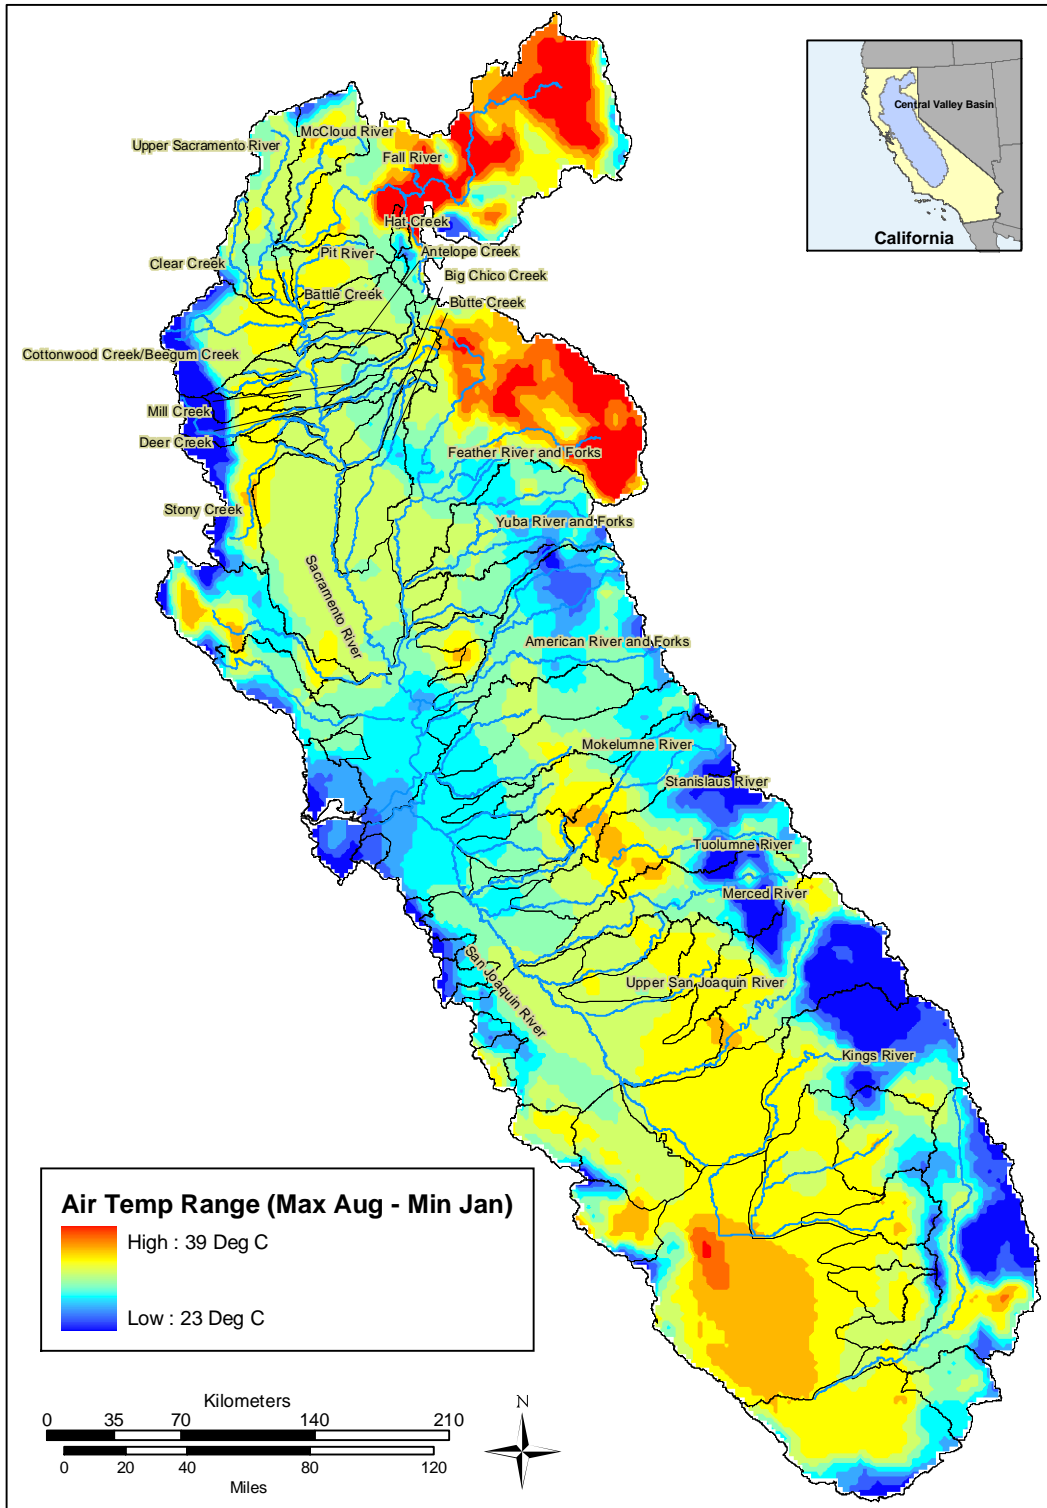 Central Valley Basin
California
McCloud River
Upper Sacramento River
Fall River
Hat Creek
Antelope Creek
Pit River
Clear Creek
Big Chico Creek
Battle Creek
Butte Creek
Cottonwood Creek/Beegum Creek
Mill Creek
Deer Creek
Feather River and Forks
Stony Creek
Yuba River and Forks
Sacramento River
American River and Forks
Mokelumne River
Stanislaus River
Tuolumne River
Merced River
San Joaquin River
Upper San Joaquin River
Kings River
Air Temp Range (Max Aug - Min Jan)
High : 39 Deg C
Low : 23 Deg C
Kilometers
0 35 70 140 210
0 20 40 80 120
Miles
N